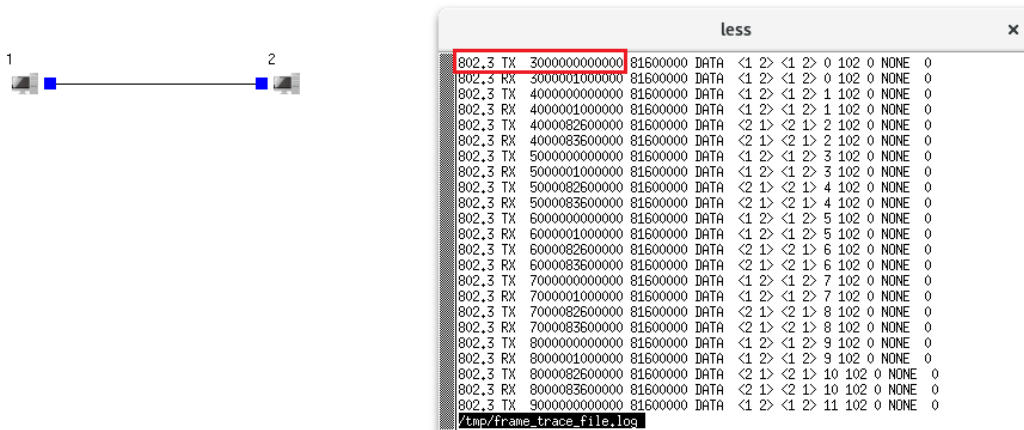 1
2
less
×
802.3 TX 3000000000000 81600000 DATA <1 2> <1 2> 0 102 0 NONE 0
802.3 RX 3000001000000 81600000 DATA <1 2> <1 2> 0 102 0 NONE 0
802.3 TX 4000000000000 81600000 DATA <1 2> <1 2> 1 102 0 NONE 0
802.3 RX 4000001000000 81600000 DATA <1 2> <1 2> 1 102 0 NONE 0
802.3 TX 4000082600000 81600000 DATA <2 1> <2 1> 2 102 0 NONE 0
802.3 RX 4000083600000 81600000 DATA <2 1> <2 1> 2 102 0 NONE 0
802.3 TX 5000000000000 81600000 DATA <1 2> <1 2> 3 102 0 NONE 0
802.3 RX 5000001000000 81600000 DATA <1 2> <1 2> 3 102 0 NONE 0
802.3 TX 5000082600000 81600000 DATA <2 1> <2 1> 4 102 0 NONE 0
802.3 RX 5000083600000 81600000 DATA <2 1> <2 1> 4 102 0 NONE 0
802.3 TX 6000000000000 81600000 DATA <1 2> <1 2> 5 102 0 NONE 0
802.3 RX 6000001000000 81600000 DATA <1 2> <1 2> 5 102 0 NONE 0
802.3 TX 6000082600000 81600000 DATA <2 1> <2 1> 6 102 0 NONE 0
802.3 RX 6000083600000 81600000 DATA <2 1> <2 1> 6 102 0 NONE 0
802.3 TX 7000000000000 81600000 DATA <1 2> <1 2> 7 102 0 NONE 0
802.3 RX 7000001000000 81600000 DATA <1 2> <1 2> 7 102 0 NONE 0
802.3 TX 7000082600000 81600000 DATA <2 1> <2 1> 8 102 0 NONE 0
802.3 RX 7000083600000 81600000 DATA <2 1> <2 1> 8 102 0 NONE 0
802.3 TX 8000000000000 81600000 DATA <1 2> <1 2> 9 102 0 NONE 0
802.3 RX 8000001000000 81600000 DATA <1 2> <1 2> 9 102 0 NONE 0
802.3 TX 8000082600000 81600000 DATA <2 1> <2 1> 10 102 0 NONE 0
802.3 RX 8000083600000 81600000 DATA <2 1> <2 1> 10 102 0 NONE 0
802.3 TX 9000000000000 81600000 DATA <1 2> <1 2> 11 102 0 NONE 0
/tmp/frame_trace_file.log